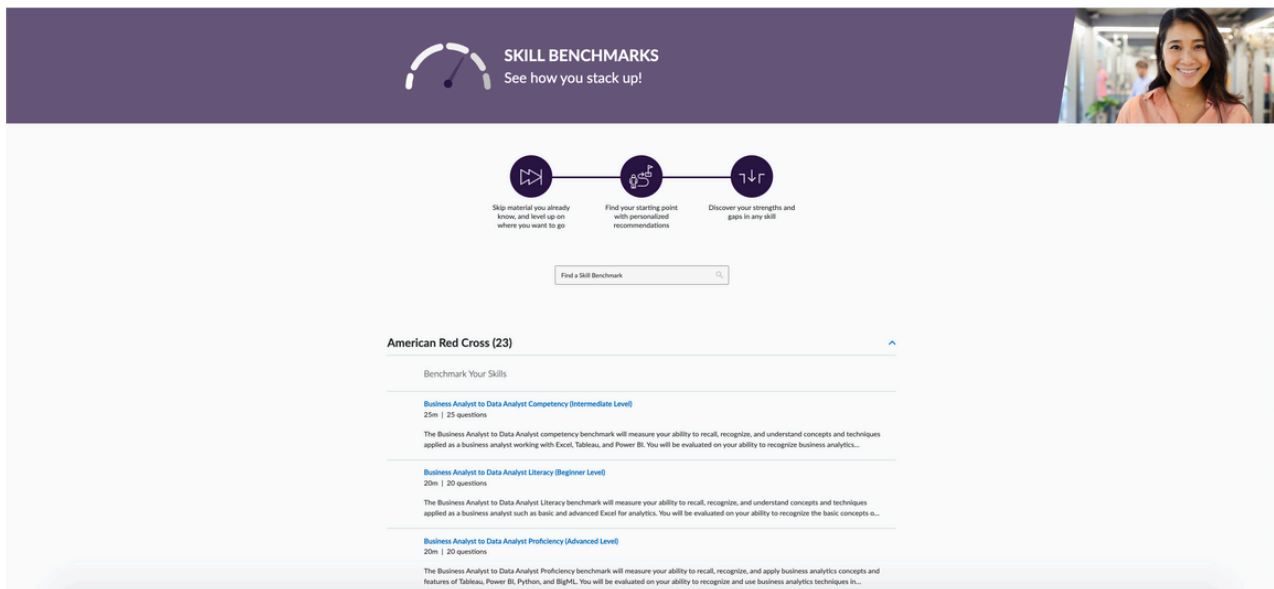 SKILL BENCHMARKS
See how you stack up!
Skip material you already
know, and level up on
where you want to go
Find your starting point
with personalized
recommendations
Discover your strengths and
gaps in any skill
Find a Skill Benchmark
American Red Cross (23)
Benchmark Your Skills
Business Analyst to Data Analyst Competency (Intermediate Level)
25m | 25 questions
The Business Analyst to Data Analyst competency benchmark will measure your ability to recall, recognize, and understand concepts and techniques
applied as a business analyst working with Excel, Tableau, and Power BI. You will be evaluated on your ability to recognize business analytics...
Business Analyst to Data Analyst Literacy (Beginner Level)
20m | 20 questions
The Business Analyst to Data Analyst Literacy benchmark will measure your ability to recall, recognize, and understand concepts and techniques
applied as a business analyst such as basic and advanced Excel for analytics. You will be evaluated on your ability to recognize the basic concepts o...
Business Analyst to Data Analyst Proficiency (Advanced Level)
20m | 20 questions
The Business Analyst to Data Analyst Proficiency benchmark will measure your ability to recall, recognize, and apply business analytics concepts and
features of Tableau, Power BI, Python, and BigML. You will be evaluated on your ability to recognize and use business analytics techniques in...